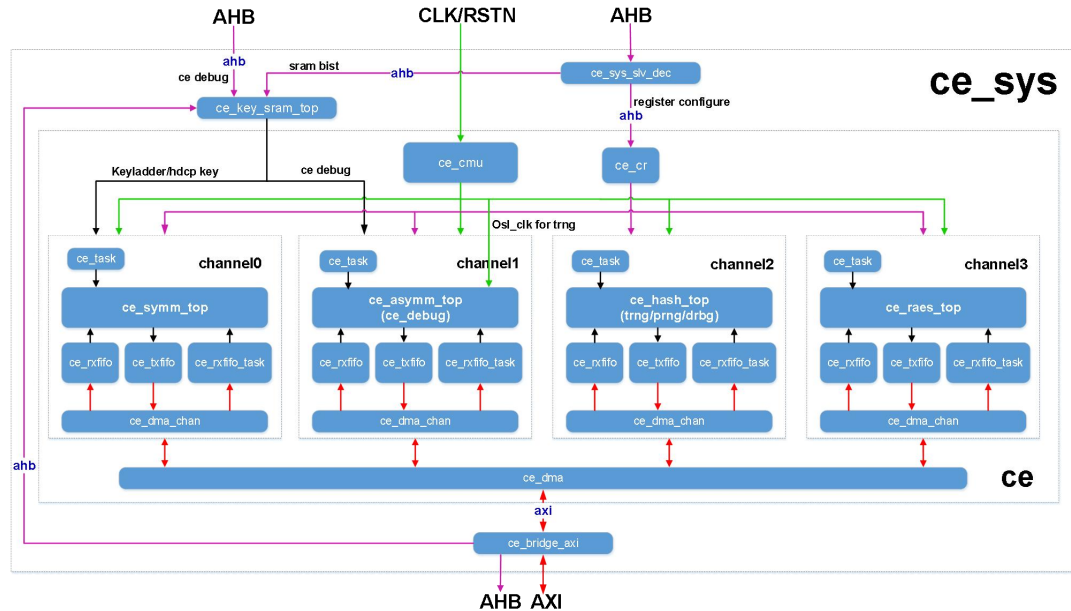 AHB
CLK/RSTN
AHB
ahb
ce debug
sram bist
ahb
ce_sys_slv_dec
ce_sys
ce_key_sram_top
register configure
ahb
Keyladder/hdcp key
ce debug
ce_cmu
ce_cr
Osl_clk for trng
ce_task
channel0
ce_task
channel1
ce_task
channel2
ce_task
channel3
ce_symm_top
ce_asymm_top
(ce_debug)
ce_hash_top
(trng/prng/drbg)
ce_raes_top
ce_rxfifo
ce_txfifo
ce_rxfifo_task
ce_rxfifo
ce_txfifo
ce_rxfifo_task
ce_rxfifo
ce_txfifo
ce_rxfifo_task
ce_rxfifo
ce_txfifo
ce_rxfifo_task
ce_dma_chan
ce_dma_chan
ce_dma_chan
ce_dma_chan
ahb
ce_dma
ce
axi
ce_bridge_axi
AHB
AXI